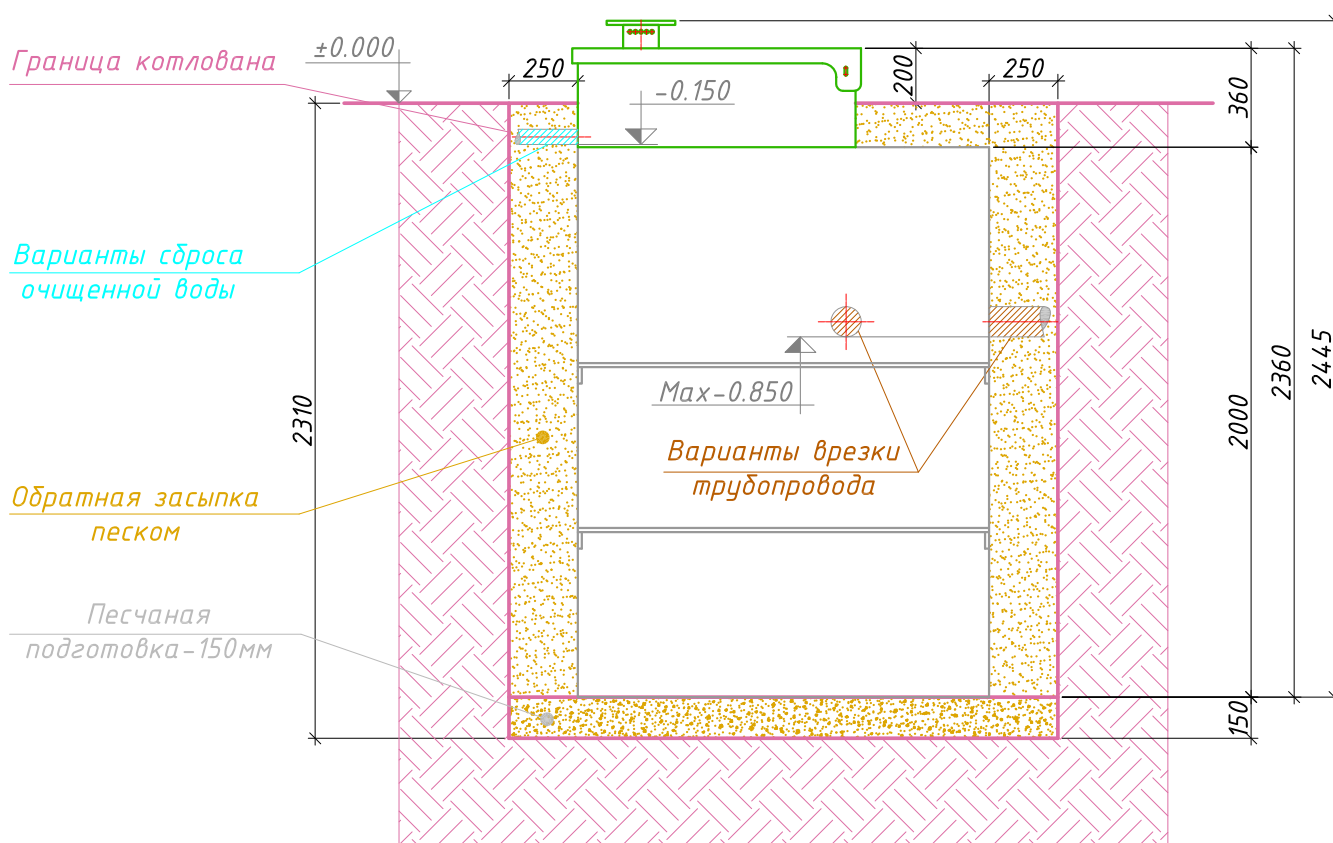 ±0.000
Граница котлована
250
-0.150
200
250
360
Варианты сброса
очищенной воды
2310
Max-0.850
2000
2360
2445
Варианты врезки
трубопровода
Обратная засыпка
песком
Песчаная
подготовка-150мм
150